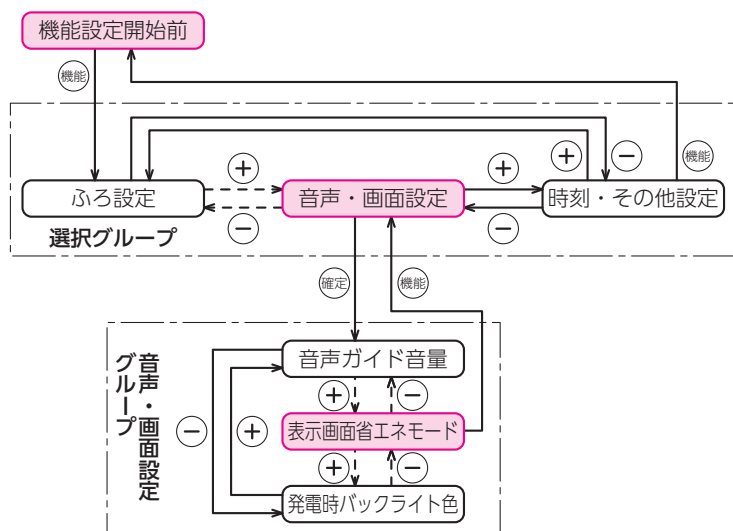 機能設定開始前
機能
＋
＋
＋
－
機能
ふろ設定
音声・画面設定
時刻・その他設定
－
－
選択グループ
確定
機能
音声・画面設定
グループ
音声ガイド音量
＋
－
－
＋
表示画面省エネモード
＋
－
発電時バックライト色